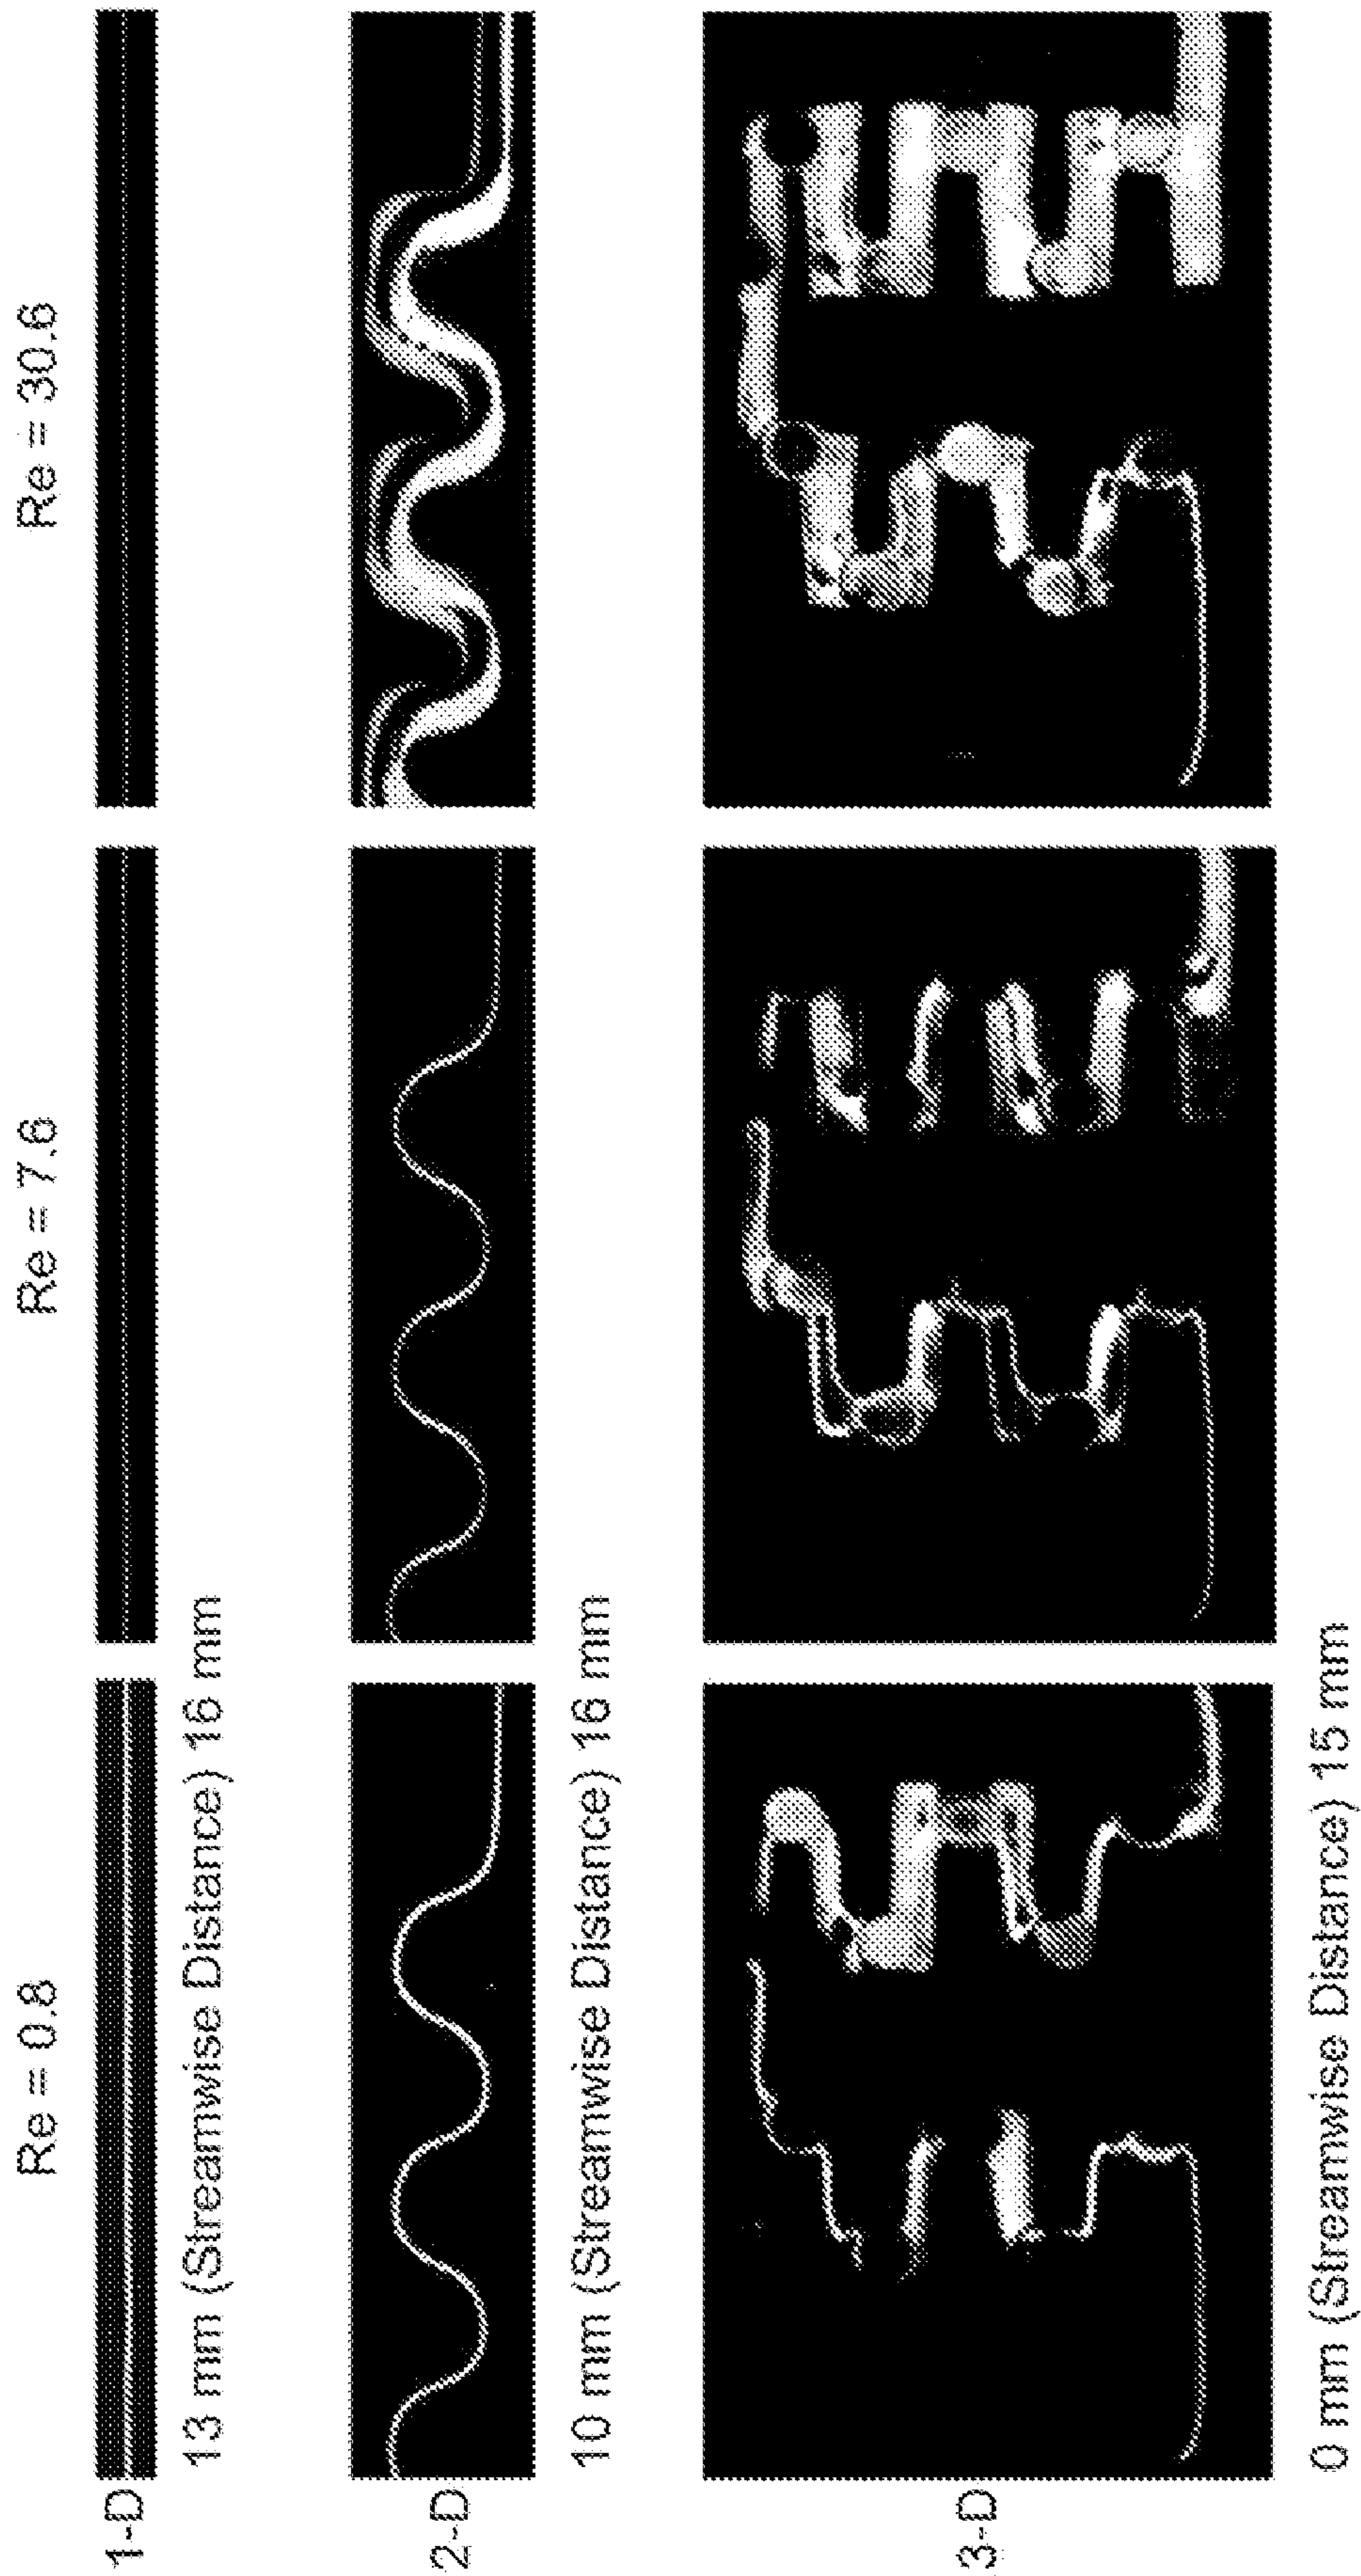 Re = 0.8
Re = 7.6
Re = 30.6
1-D
13 mm (Streamwise Distance) 16 mm
2-D
10 mm (Streamwise Distance) 16 mm
3-D
0 mm (Streamwise Distance) 15 mm